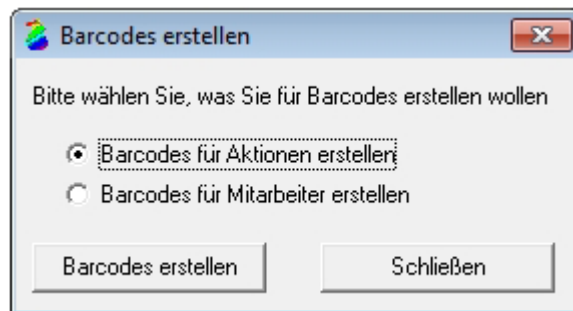 Barcodes erstellen
Bitte wählen Sie, was Sie für Barcodes erstellen wollen
Barcodes für Aktionen erstellen
Barcodes für Mitarbeiter erstellen
Barcodes erstellen
Schließen